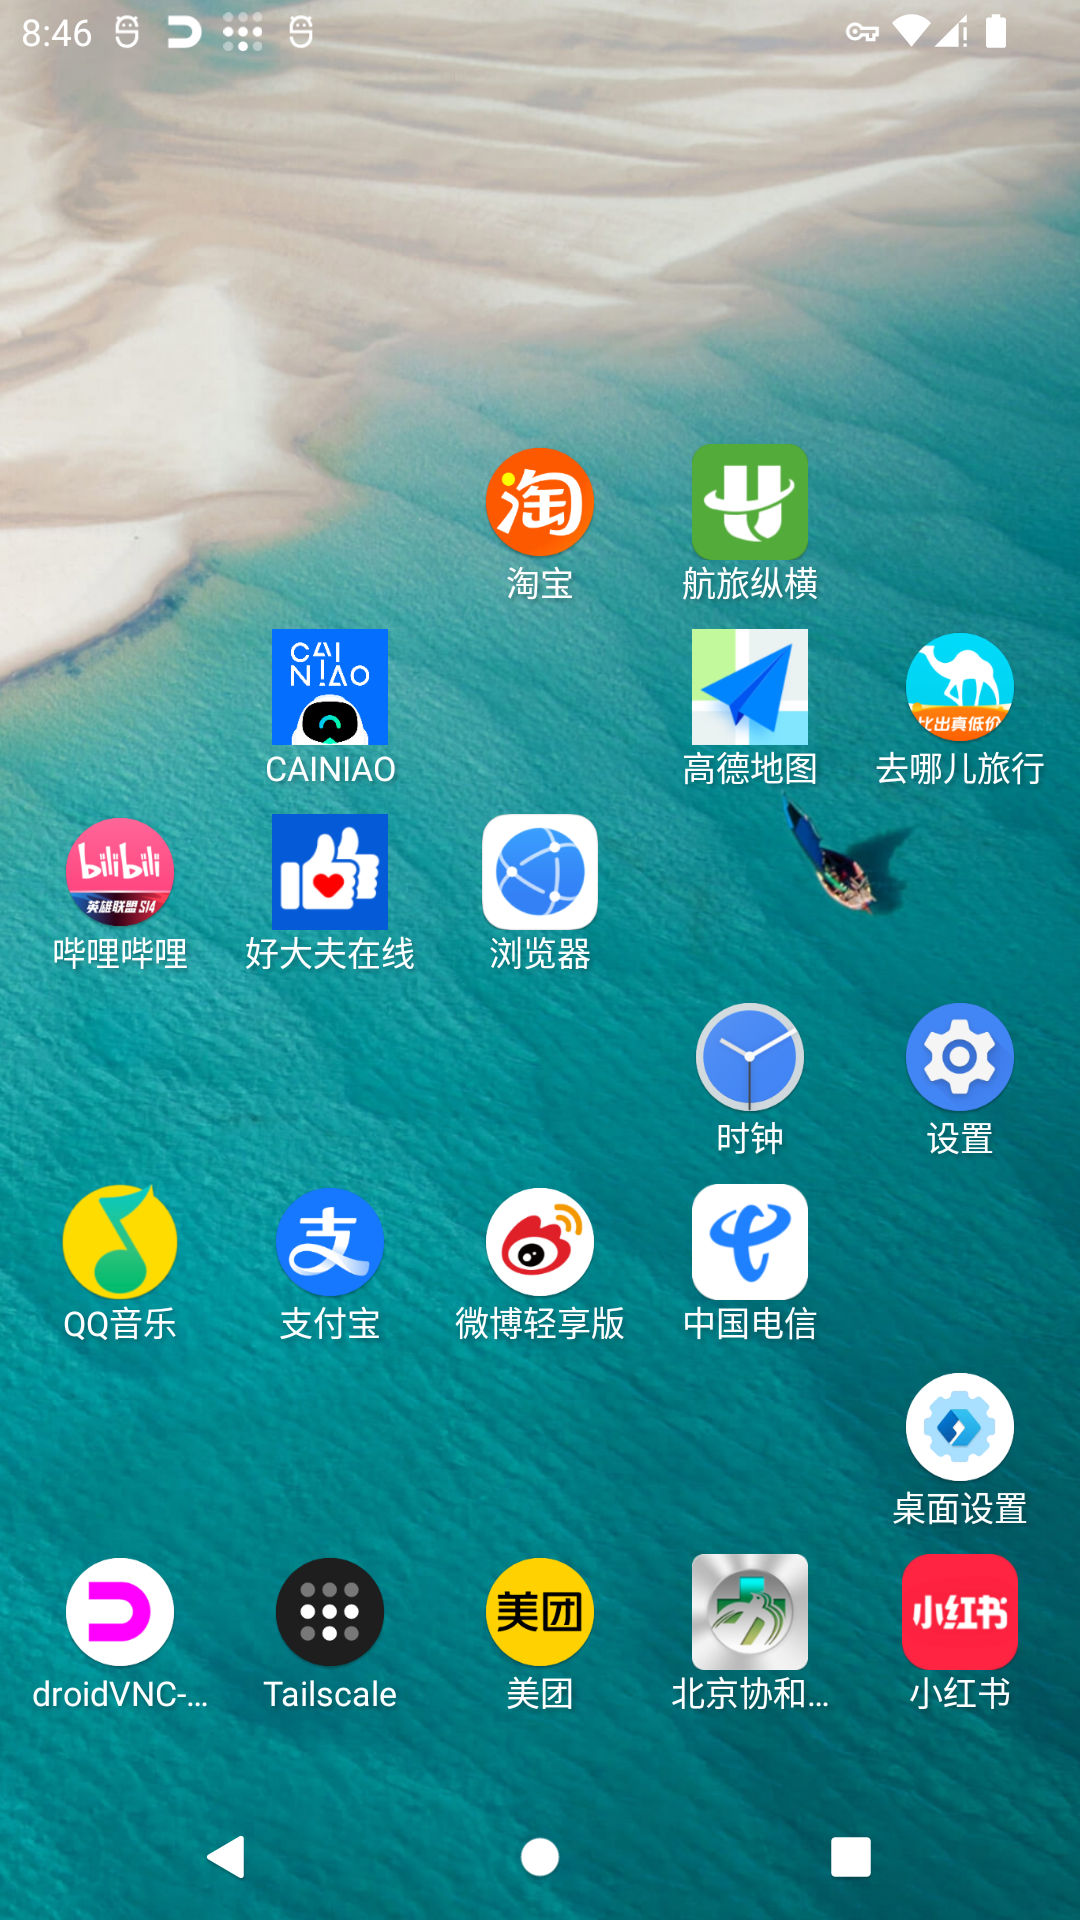 8:46
淘
淘宝
航旅纵横
CAI
NIAO
CAINIAO
高德地图
比出真低价
去哪儿旅行
bilibili
英雄联盟 S14
哔哩哔哩
好大夫在线
浏览器
时钟
设置
QQ音乐
支
支付宝
微博轻享版
中国电信
桌面设置
droidVNC-...
Tailscale
美团
美团
北京协和...
小红书
小红书